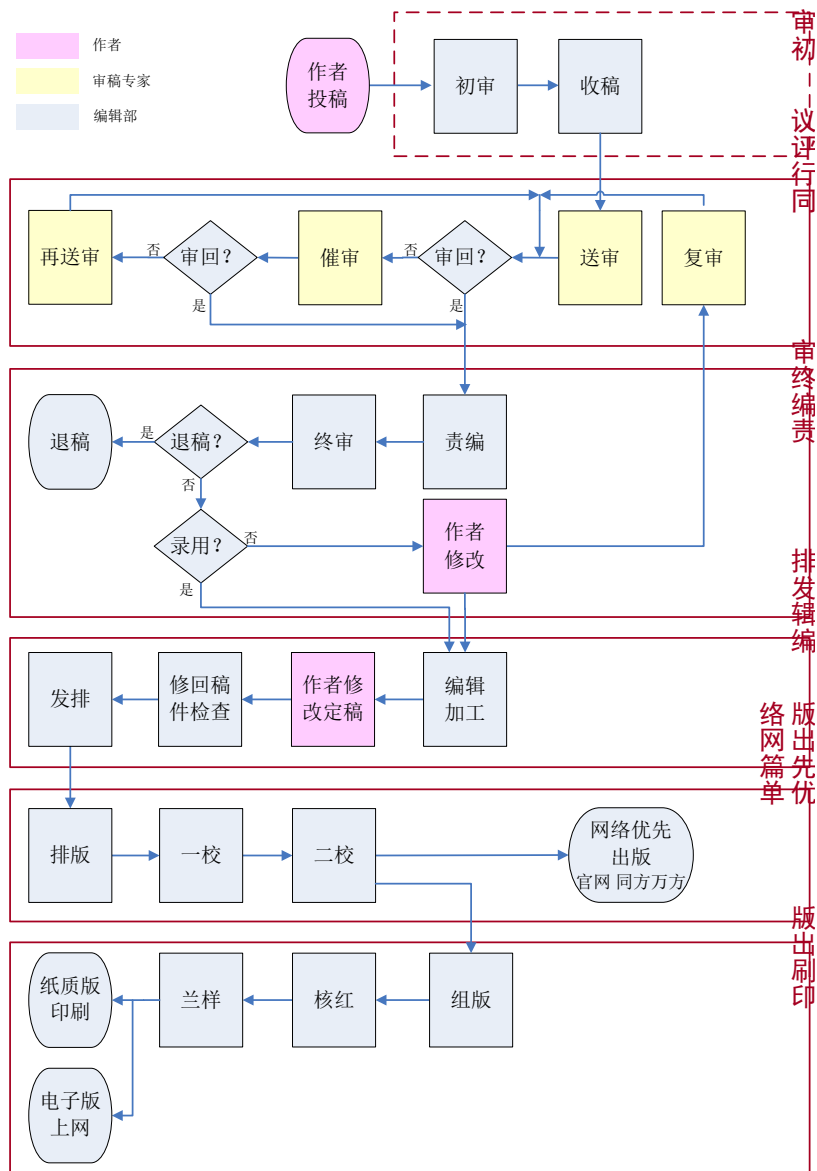 作者
审稿专家
编辑部
作者
投稿
初审
收稿
审初
议评行同
再送审
否
审回？
是
催审
否
审回？
是
送审
复审
审终编责
退稿
是
退稿？
否
终审
责编
录用？
否
是
作者
修改
排发辑编
发排
修回稿
件检查
作者修
改定稿
编辑
加工
络网篇单
版出先优
排版
一校
二校
网络优先
出版
官网 同方万方
版出刷印
纸质版
印刷
兰样
核红
组版
电子版
上网